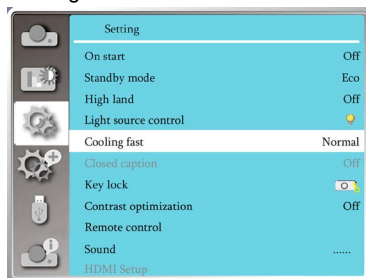 Setting
On start Off
Standby mode Eco
High land Off
Light source control
Cooling fast Normal
Closed caption Off
Key lock
Contrast optimization Off
Remote control
Sound ......
HDMI Setup